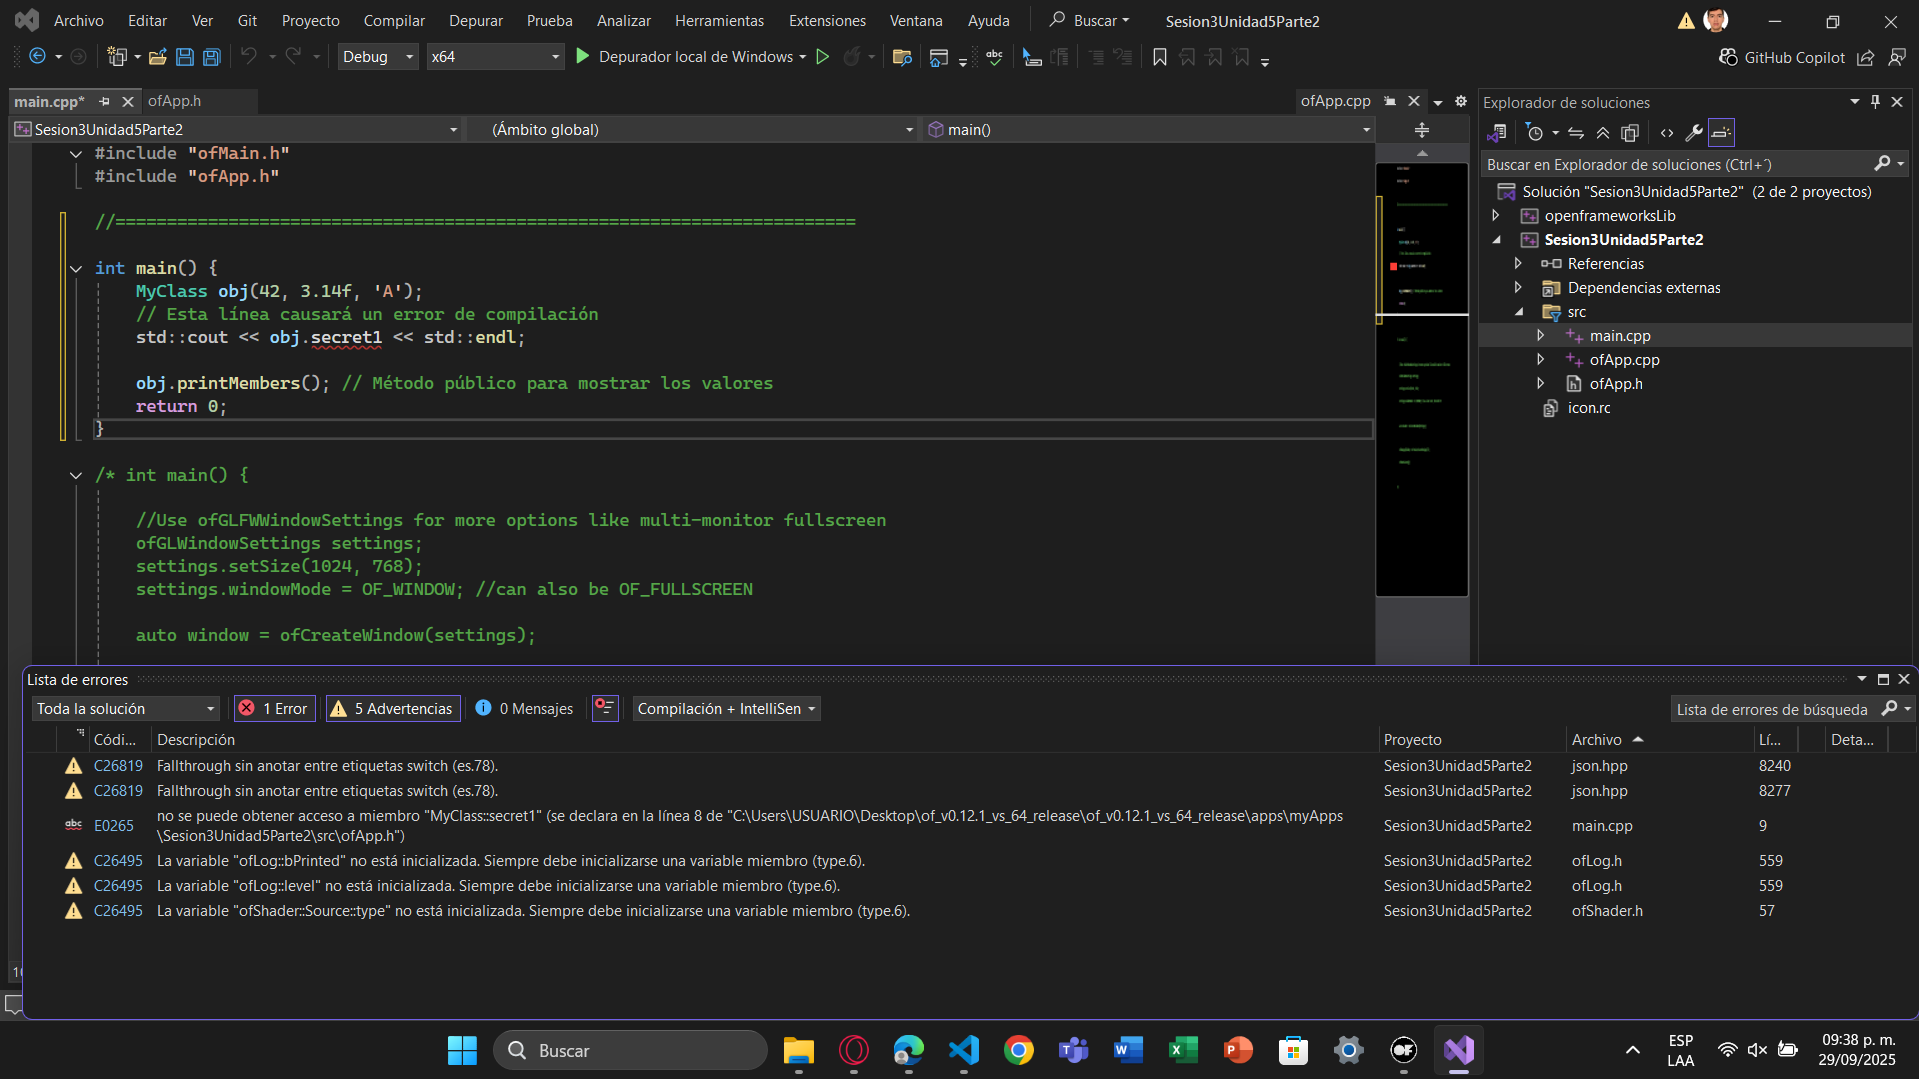 Archivo Editar Ver Git Proyecto Compilar Depurar Prueba Analizar Herramientas Extensiones Ventana Ayuda Buscar Sesion3Unidad5Parte2
Debug x64 Depurador local de Windows abc GitHub Copilot
main.cpp* ofApp.h ofApp.cpp
Sesion3Unidad5Parte2 (Ámbito global) main()
#include "ofMain.h"
#include "ofApp.h"
//========================================================================
int main() {
MyClass obj(42, 3.14f, 'A');
// Esta línea causará un error de compilación
std::cout << obj.secret1 << std::endl;
obj.printMembers(); // Método público para mostrar los valores
return 0;
}
/* int main() {
//Use ofGLFWWindowSettings for more options like multi-monitor fullscreen
ofGLWindowSettings settings;
settings.setSize(1024, 768);
settings.windowMode = OF_WINDOW; //can also be OF_FULLSCREEN
auto window = ofCreateWindow(settings);
Explorador de soluciones
Buscar en Explorador de soluciones (Ctrl+´)
Solución "Sesion3Unidad5Parte2" (2 de 2 proyectos)
openframeworksLib
Sesion3Unidad5Parte2
Referencias
Dependencias externas
src
main.cpp
ofApp.cpp
ofApp.h
icon.rc
Lista de errores
Toda la solución 1 Error 5 Advertencias 0 Mensajes Compilación + IntelliSen Lista de errores de búsqueda
Códi... Descripción Proyecto Archivo Lí... Deta...
C26819 Fallthrough sin anotar entre etiquetas switch (es.78). Sesion3Unidad5Parte2 json.hpp 8240
C26819 Fallthrough sin anotar entre etiquetas switch (es.78). Sesion3Unidad5Parte2 json.hpp 8277
abc E0265 no se puede obtener acceso a miembro "MyClass::secret1" (se declara en la línea 8 de "C:\Users\USUARIO\Desktop\of_v0.12.1_vs_64_release\of_v0.12.1_vs_64_release\apps\myApps
\Sesion3Unidad5Parte2\src\ofApp.h") Sesion3Unidad5Parte2 main.cpp 9
C26495 La variable "ofLog::bPrinted" no está inicializada. Siempre debe inicializarse una variable miembro (type.6). Sesion3Unidad5Parte2 ofLog.h 559
C26495 La variable "ofLog::level" no está inicializada. Siempre debe inicializarse una variable miembro (type.6). Sesion3Unidad5Parte2 ofLog.h 559
C26495 La variable "ofShader::Source::type" no está inicializada. Siempre debe inicializarse una variable miembro (type.6). Sesion3Unidad5Parte2 ofShader.h 57
Buscar
ESP
LAA
09:38 p. m.
29/09/2025